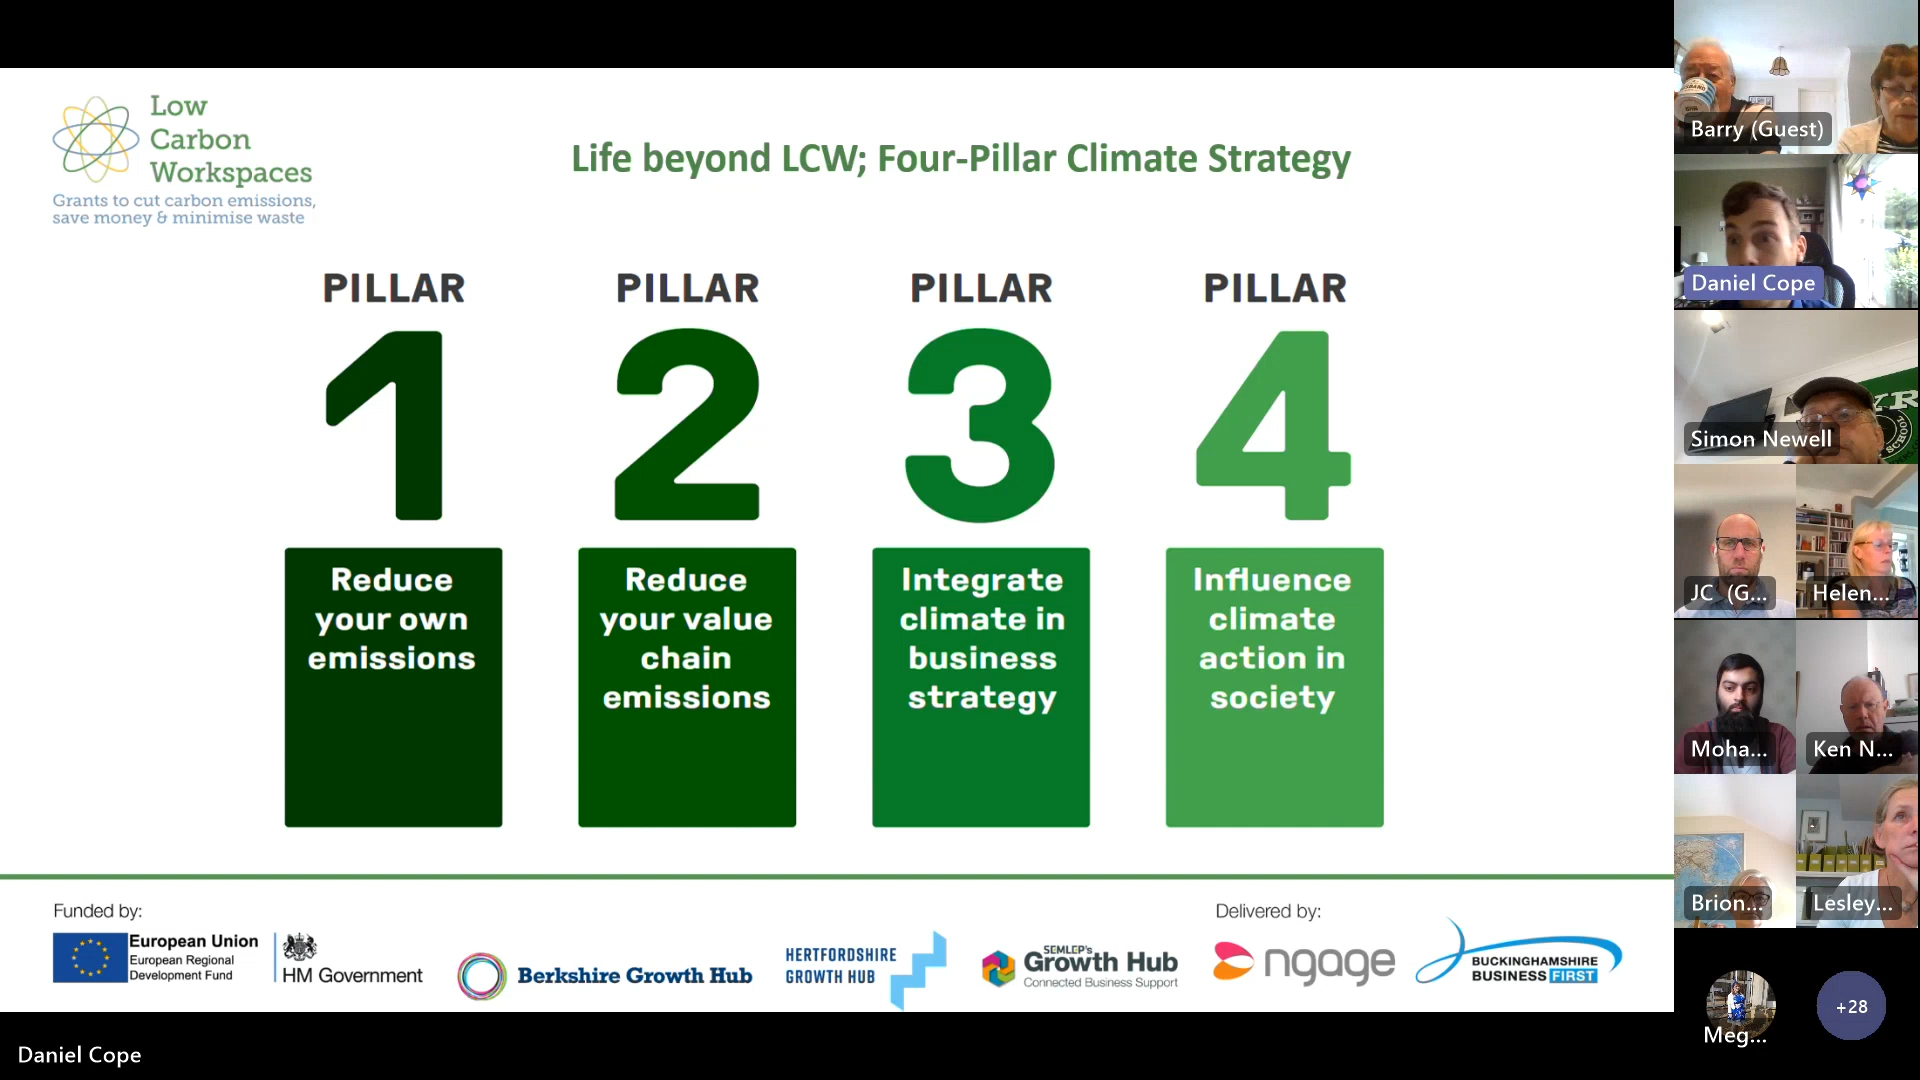 Low
Carbon
Workspaces
Grants to cut carbon emissions,
save money & minimise waste
Life beyond LCW; Four-Pillar Climate Strategy
PILLAR
1
Reduce
your own
emissions
PILLAR
2
Reduce
your value
chain
emissions
PILLAR
3
Integrate
climate in
business
strategy
PILLAR
4
Influence
climate
action in
society
Funded by:
European Union
European Regional
Development Fund
HM Government
Berkshire Growth Hub
HERTFORDSHIRE
GROWTH HUB
SEMLEP's
Growth Hub
Connected Business Support
Delivered by:
ngage
BUCKINGHAMSHIRE
BUSINESS FIRST
Daniel Cope
Barry (Guest)
Daniel Cope
Simon Newell
SCHOOL
JC (G...
Helen...
Moha...
Ken N...
Brion...
Lesley...
Meg...
+28